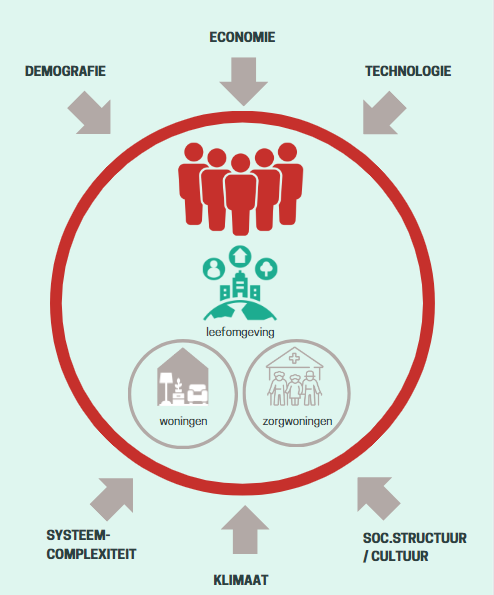 ECONOMIE
DEMOGRAFIE
TECHNOLOGIE
leefomgeving
woningen
zorgwoningen
SYSTEEM-
COMPLEXITEIT
SOC.STRUCTUUR
/ CULTUUR
KLIMAAT